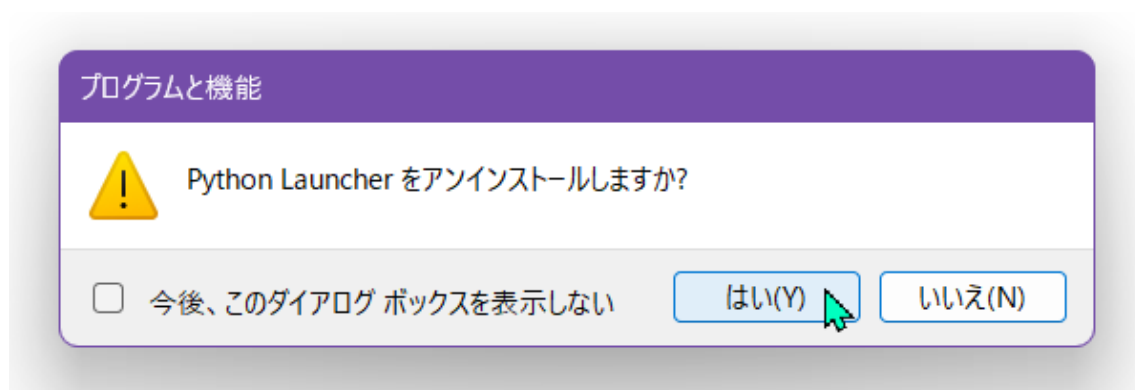 プログラムと機能
Python Launcher をアンインストールしますか?
今後、このダイアログ ボックスを表示しない
はい(Y)
いいえ(N)